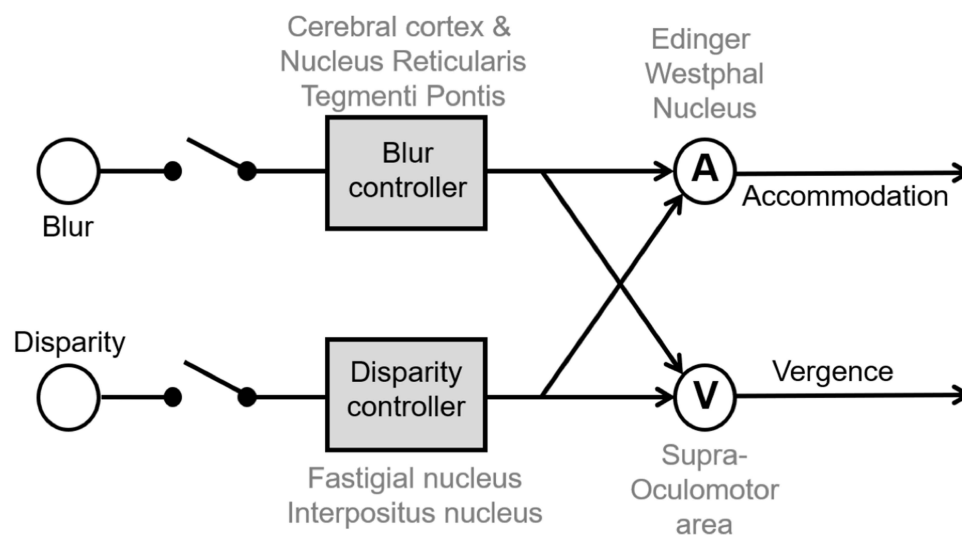 Cerebral cortex &
Nucleus Reticularis
Tegmenti Pontis
Edinger
Westphal
Nucleus
Blur
controller
A
Accommodation
Blur
Disparity
Disparity
controller
V
Vergence
Fastigial nucleus
Interpositus nucleus
Supra-
Oculomotor
area